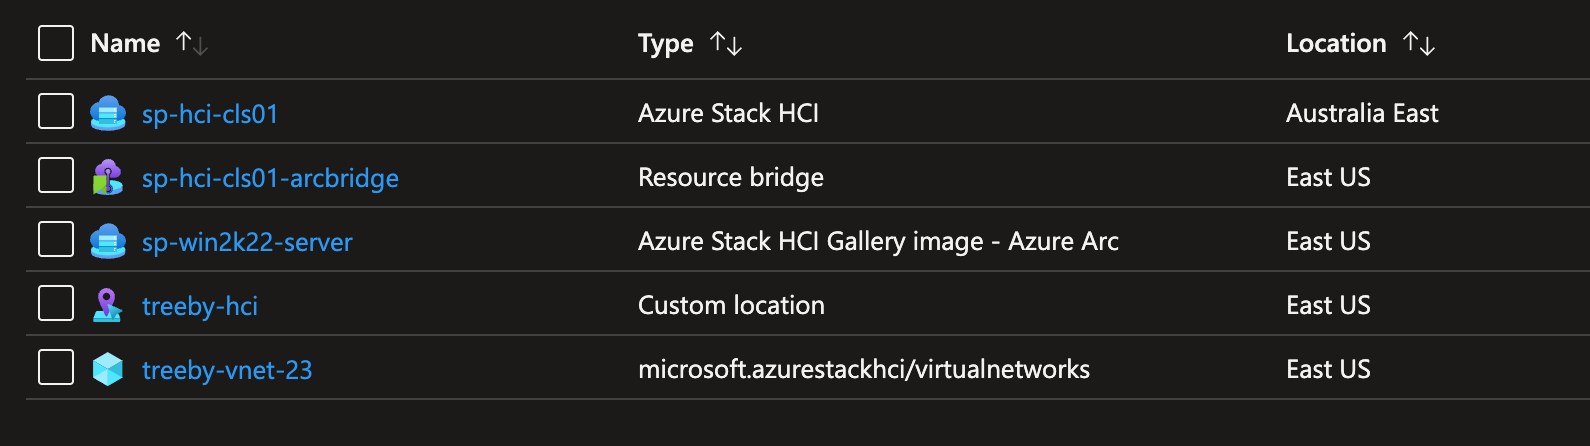 Name ↑↓ Type ↑↓ Location ↑↓
sp-hci-cls01 Azure Stack HCI Australia East
sp-hci-cls01-arcbridge Resource bridge East US
sp-win2k22-server Azure Stack HCI Gallery image - Azure Arc East US
treeby-hci Custom location East US
treeby-vnet-23 microsoft.azurestackhci/virtualnetworks East US